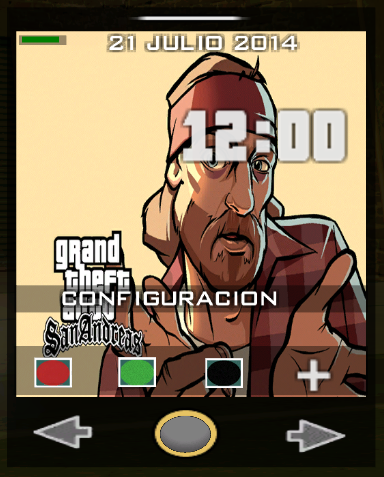 21 JULIO 2014
12:00
grand
theft
auto
CONFIGURACION
San Andreas